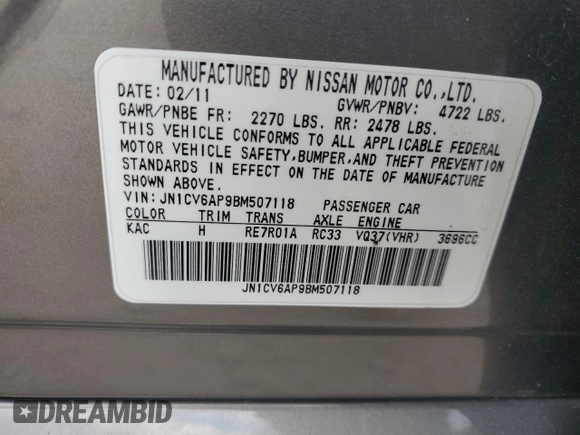 MANUFACTURED BY NISSAN MOTOR CO.,LTD.
DATE: 02/11 GVWR/PNBV: 4722 LBS.
GAWR/PNBE FR: 2270 LBS. RR: 2478 LBS.
THIS VEHICLE CONFORMS TO ALL APPLICABLE FEDERAL
MOTOR VEHICLE SAFETY,BUMPER,AND THEFT PREVENTION
STANDARDS IN EFFECT ON THE DATE OF MANUFACTURE
SHOWN ABOVE.
VIN: JN1CV6AP9BM507118 PASSENGER CAR
COLOR TRIM TRANS AXLE ENGINE
KAC H RE7R01A RC33 VQ37(VHR) 3696CC
JN1CV6AP9BM507118
DREAMBID